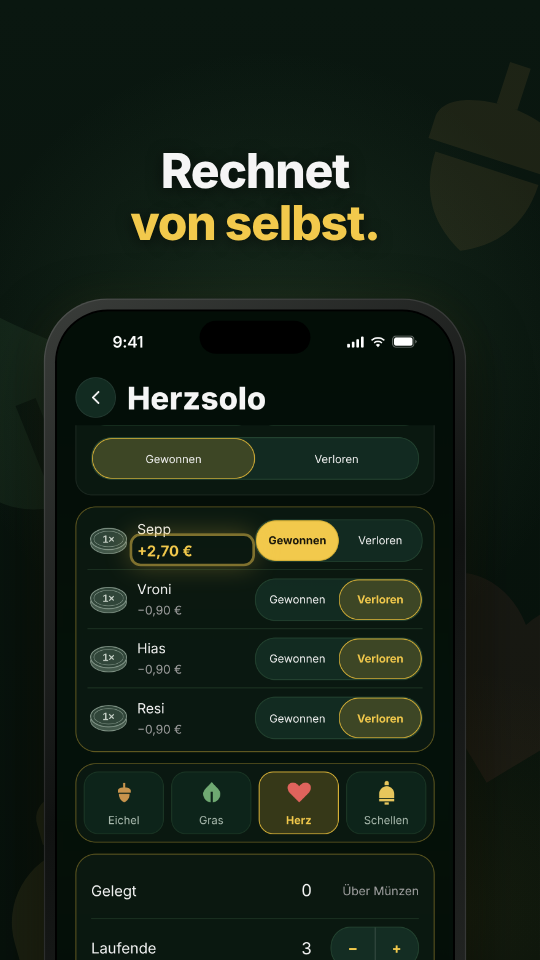 Rechnet
von selbst.
9:41
Herzsolo
Gewonnen Verloren
1× Sepp
+2,70 €
Gewonnen Verloren
1× Vroni
−0,90 €
Gewonnen Verloren
1× Hias
−0,90 €
Gewonnen Verloren
1× Resi
−0,90 €
Gewonnen Verloren
Eichel Gras Herz Schellen
Gelegt 0 Über Münzen
Laufende 3 − +